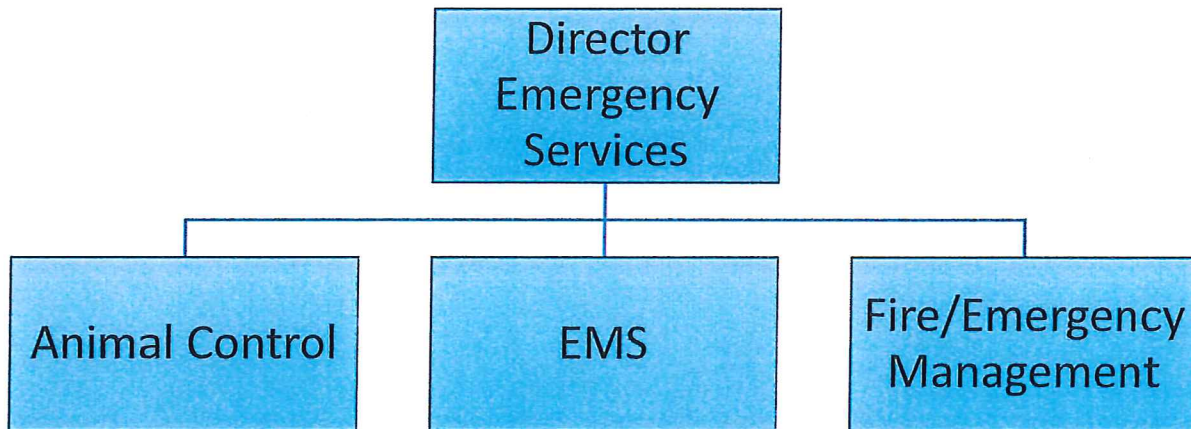 Director
Emergency
Services
Animal Control
EMS
Fire/Emergency
Management